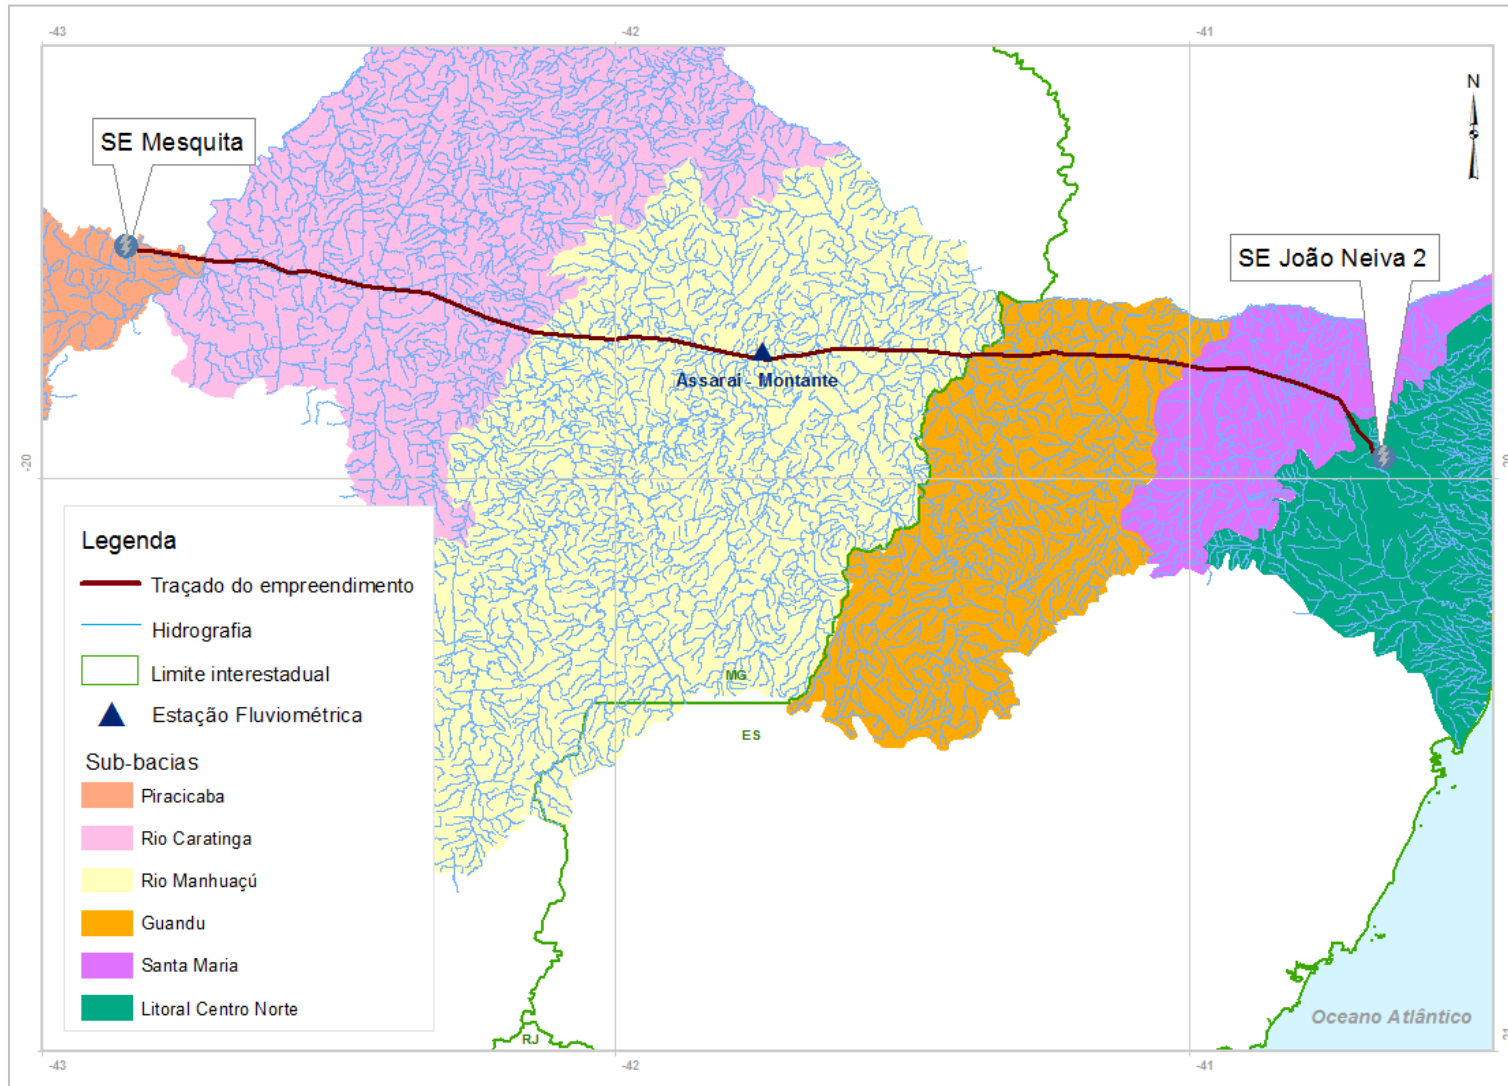 -43
-42
-41
N
SE Mesquita
SE João Neiva 2
Assaraí - Montante
-20
-20
Legenda
Traçado do empreendimento
Hidrografia
Limite interestadual
Estação Fluviométrica
Sub-bacias
Piracicaba
Rio Caratinga
Rio Manhuaçú
Guandu
Santa Maria
Litoral Centro Norte
MG
ES
RJ
Oceano Atlântico
-43
-42
-41